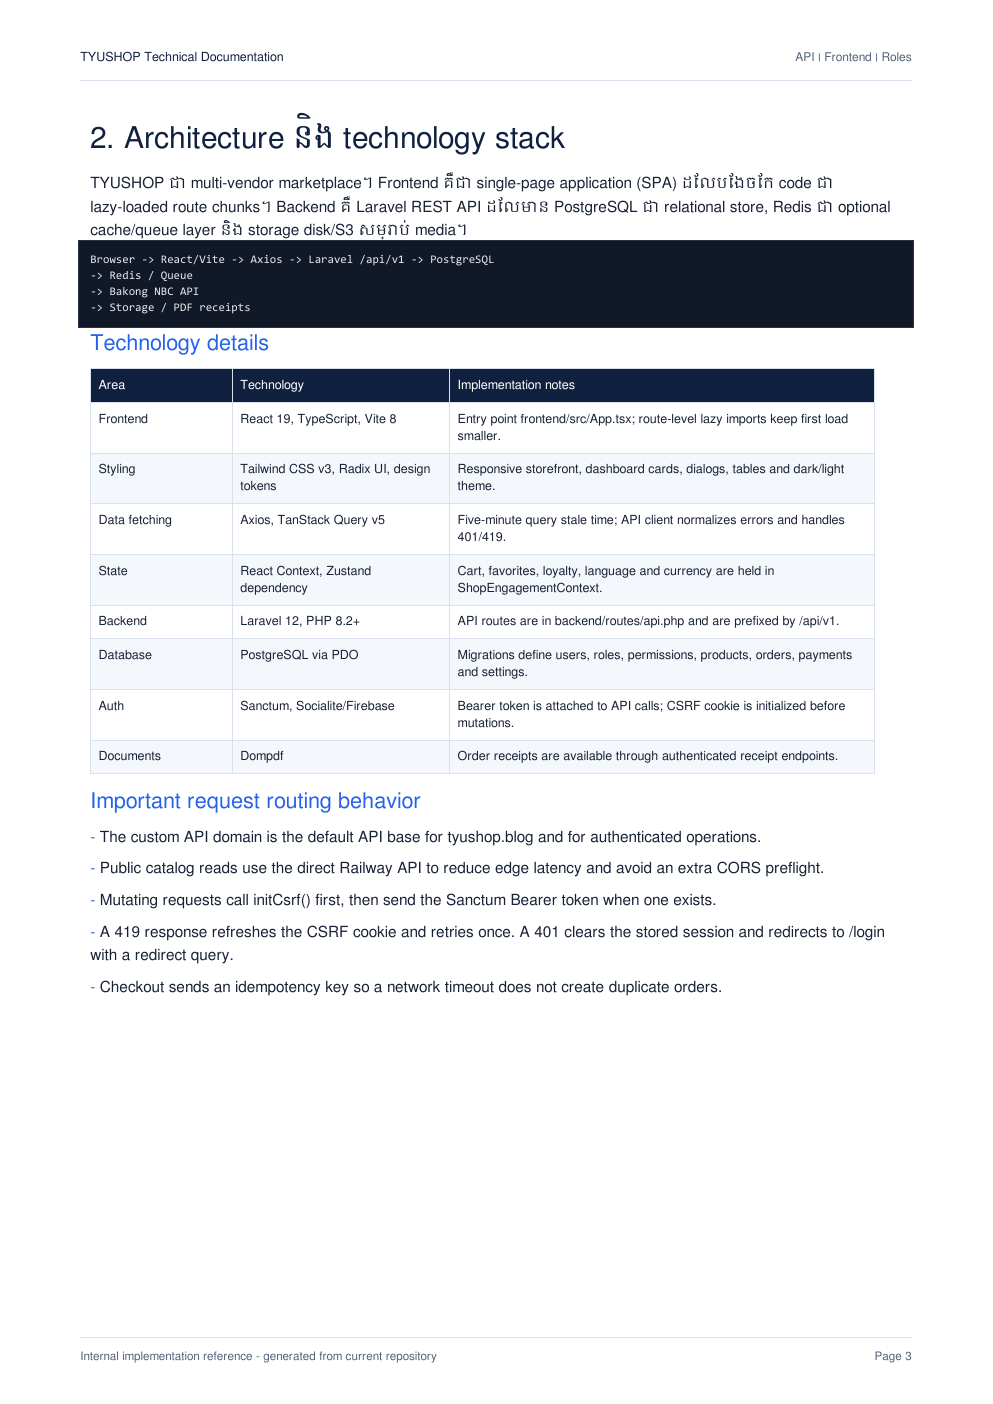 TYUSHOP Technical Documentation
API | Frontend | Roles
2. Architecture និង technology stack
TYUSHOP ជា multi-vendor marketplace។ Frontend គឺជា single-page application (SPA) ដែលបែងចែក code ជា
lazy-loaded route chunks។ Backend គឺ Laravel REST API ដែលមាន PostgreSQL ជា relational store, Redis ជា optional
cache/queue layer និង storage disk/S3 សម្រាប់ media។
Browser -> React/Vite -> Axios -> Laravel /api/v1 -> PostgreSQL
-> Redis / Queue
-> Bakong NBC API
-> Storage / PDF receipts
Technology details
Area Technology Implementation notes
Frontend React 19, TypeScript, Vite 8 Entry point frontend/src/App.tsx; route-level lazy imports keep first load
smaller.
Styling Tailwind CSS v3, Radix UI, design Responsive storefront, dashboard cards, dialogs, tables and dark/light
tokens theme.
Data fetching Axios, TanStack Query v5 Five-minute query stale time; API client normalizes errors and handles
401/419.
State React Context, Zustand Cart, favorites, loyalty, language and currency are held in
dependency ShopEngagementContext.
Backend Laravel 12, PHP 8.2+ API routes are in backend/routes/api.php and are prefixed by /api/v1.
Database PostgreSQL via PDO Migrations define users, roles, permissions, products, orders, payments
and settings.
Auth Sanctum, Socialite/Firebase Bearer token is attached to API calls; CSRF cookie is initialized before
mutations.
Documents Dompdf Order receipts are available through authenticated receipt endpoints.
Important request routing behavior
- The custom API domain is the default API base for tyushop.blog and for authenticated operations.
- Public catalog reads use the direct Railway API to reduce edge latency and avoid an extra CORS preflight.
- Mutating requests call initCsrf() first, then send the Sanctum Bearer token when one exists.
- A 419 response refreshes the CSRF cookie and retries once. A 401 clears the stored session and redirects to /login
with a redirect query.
- Checkout sends an idempotency key so a network timeout does not create duplicate orders.
Internal implementation reference - generated from current repository
Page 3